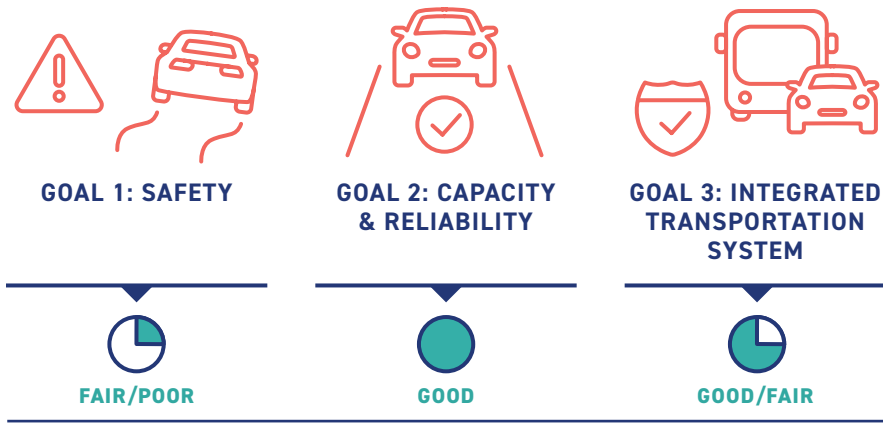 GOAL 1: SAFETY
GOAL 2: CAPACITY
& RELIABILITY
GOAL 3: INTEGRATED
TRANSPORTATION
SYSTEM
FAIR/POOR
GOOD
GOOD/FAIR